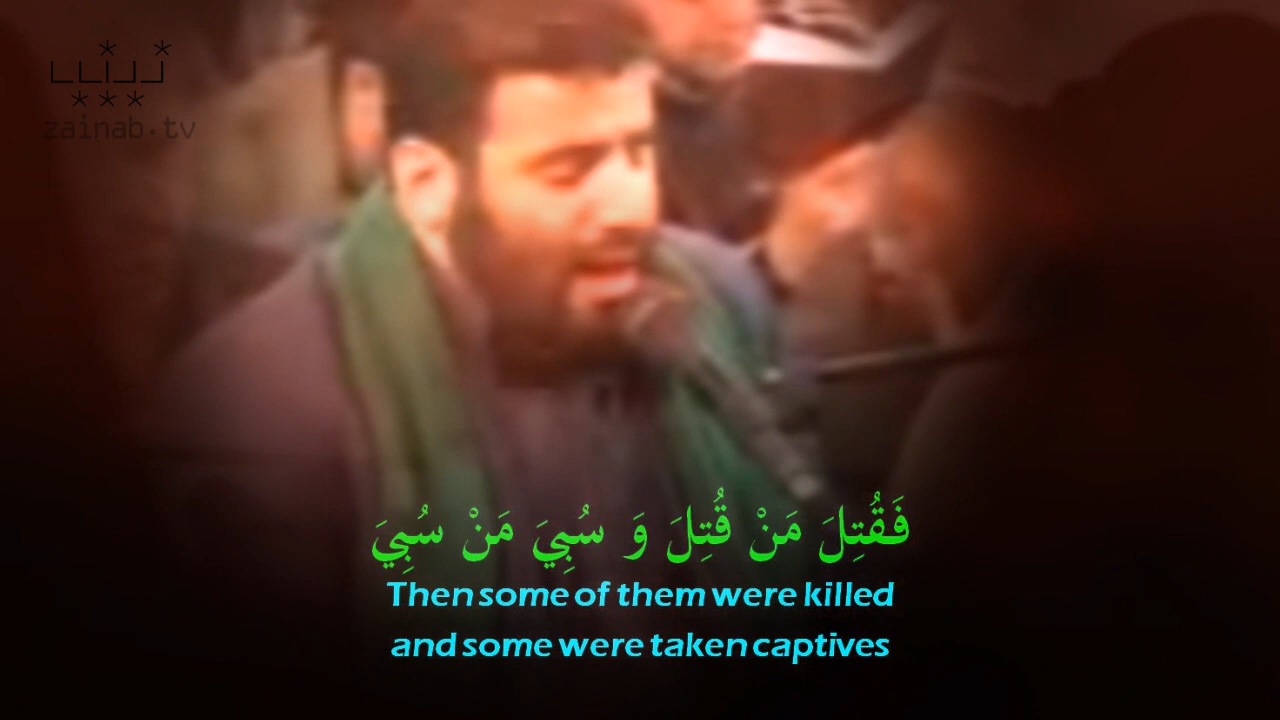 zainab.tv
فَقُتِلَ مَنْ قُتِلَ وَ سُبِيَ مَنْ سُبِيَ
Then some of them were killed
and some were taken captives